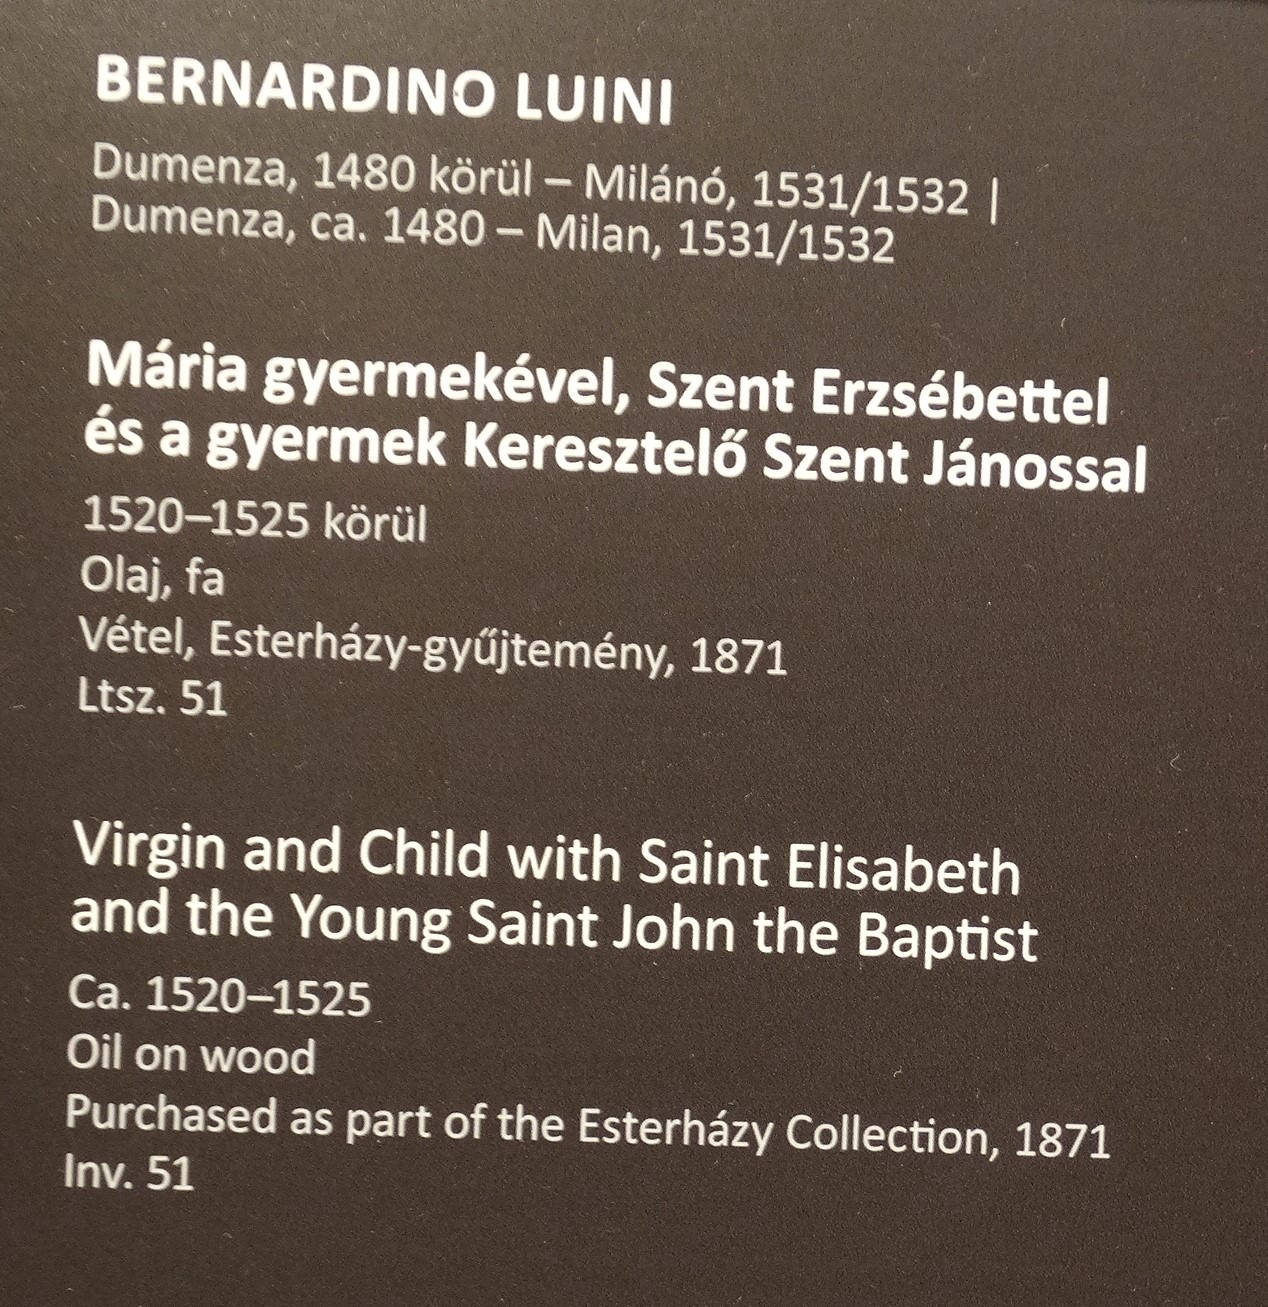 BERNARDINO LUINI
Dumenza, 1480 körül – Milánó, 1531/1532 |
Dumenza, ca. 1480 – Milan, 1531/1532
Mária gyermekével, Szent Erzsébettel
és a gyermek Keresztelő Szent Jánossal
1520–1525 körül
Olaj, fa
Vétel, Esterházy-gyűjtemény, 1871
Ltsz. 51
Virgin and Child with Saint Elisabeth
and the Young Saint John the Baptist
Ca. 1520–1525
Oil on wood
Purchased as part of the Esterházy Collection, 1871
Inv. 51